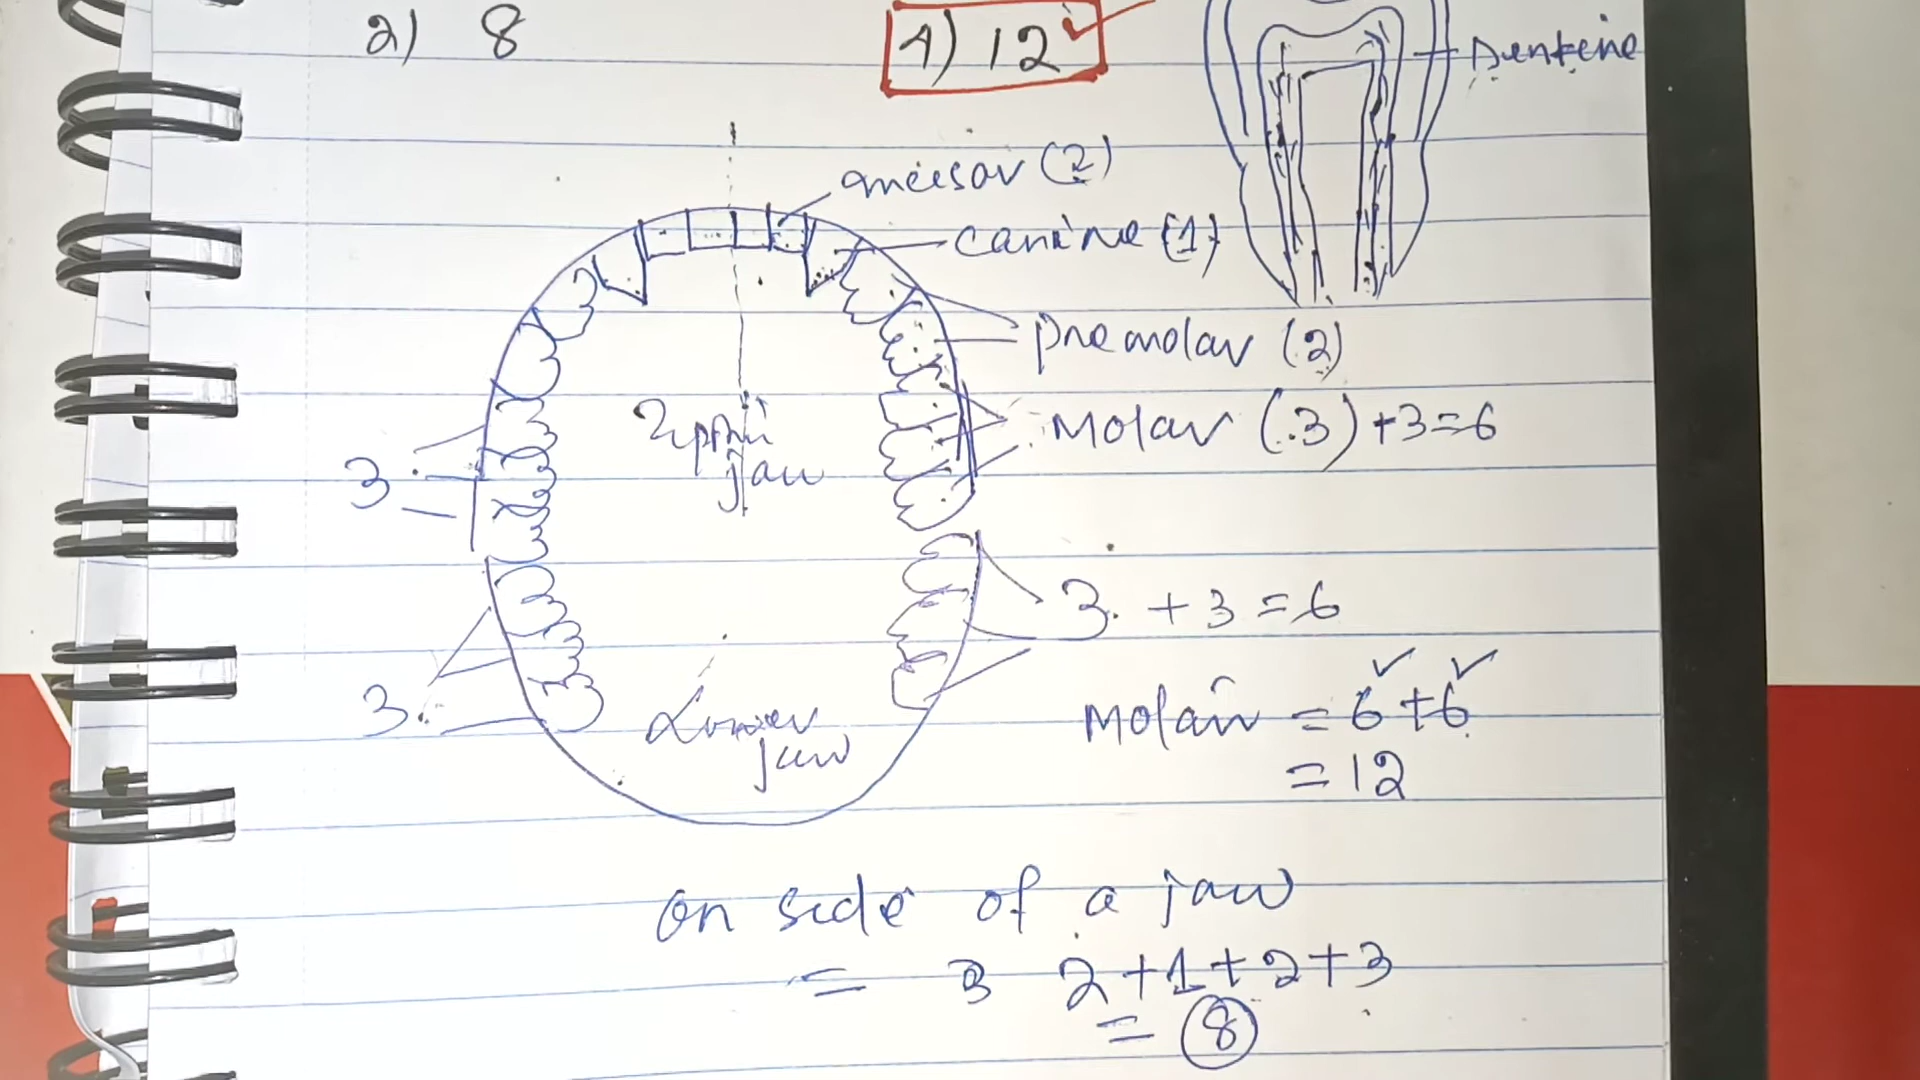 2) 8
4) 12
Dentine
incisor (2)
canine (1)
premolar (2)
Upper jaw
Molar (3) + 3 = 6
3
3 + 3 = 6
3
Lower jaw
Molar = 6 + 6
= 12
on side of a jaw
= 3 2 + 1 + 2 + 3
= 8